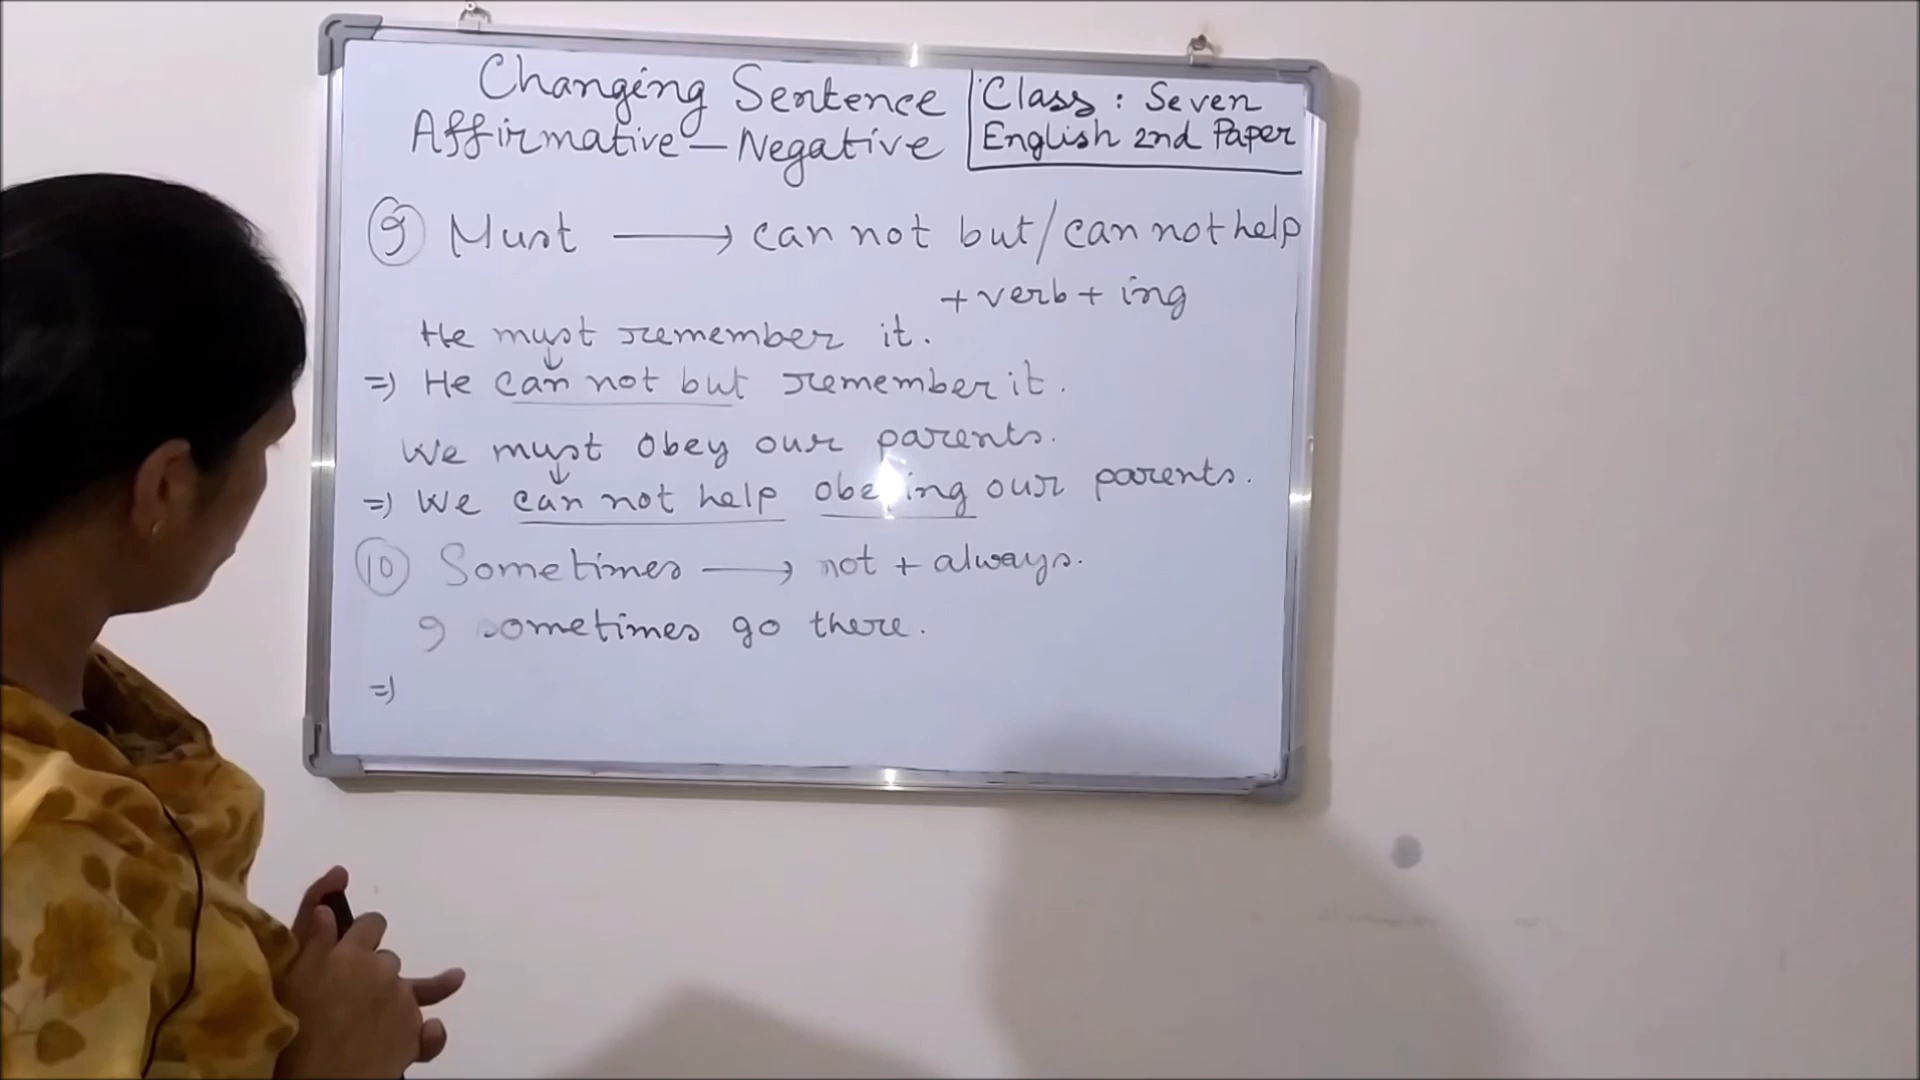 Changing Sentence
Affirmative – Negative
Class : Seven
English 2nd Paper
9 Must → can not but / can not help
+ verb + ing
He must remember it.
⇒ He can not but remember it.
We must obey our parents.
⇒ We can not help obeying our parents.
10 Sometimes → not + always.
I sometimes go there.
⇒